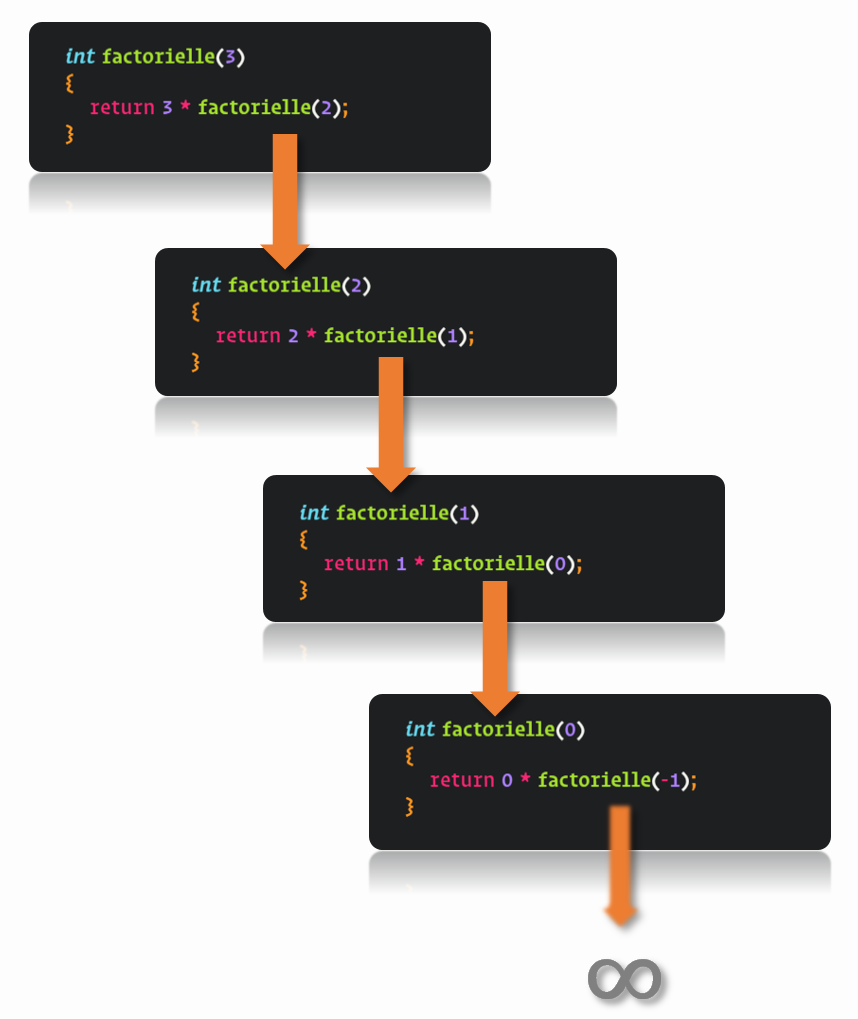 int factorielle(3)
{
return 3 * factorielle(2);
}
int factorielle(2)
{
return 2 * factorielle(1);
}
int factorielle(1)
{
return 1 * factorielle(0);
}
int factorielle(0)
{
return 0 * factorielle(-1);
}
∞